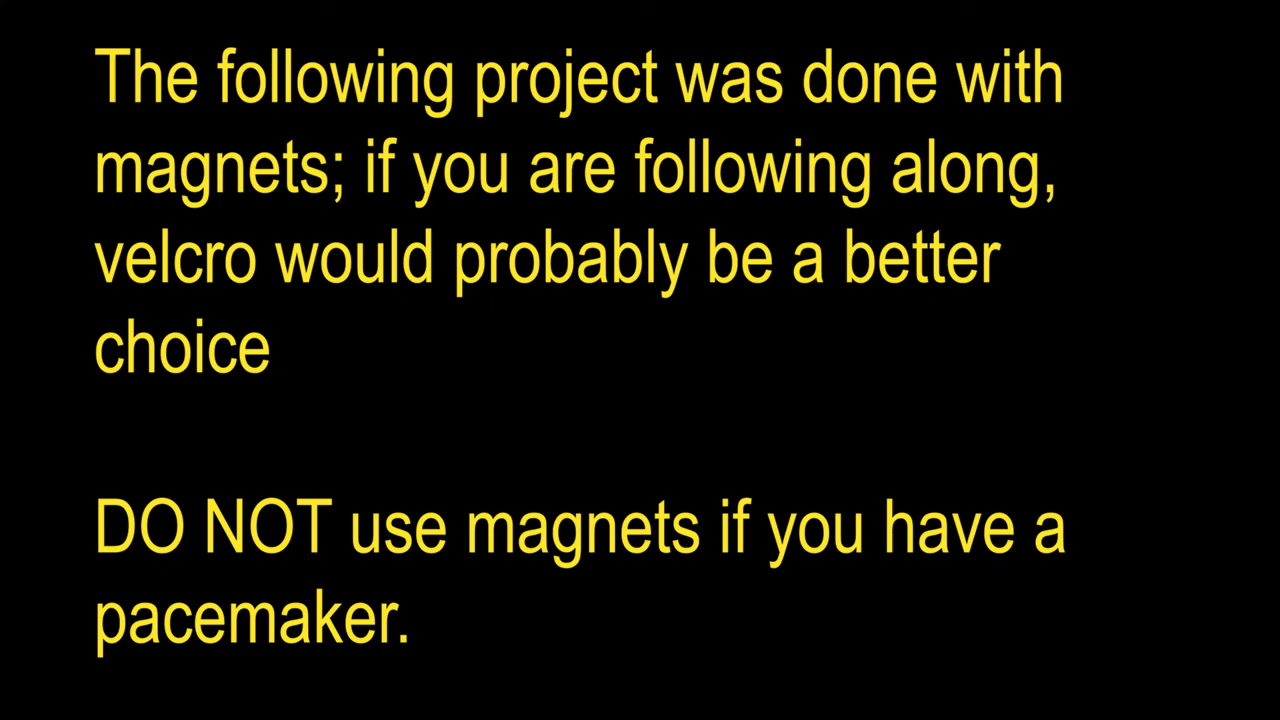 The following project was done with
magnets; if you are following along,
velcro would probably be a better
choice
DO NOT use magnets if you have a
pacemaker.